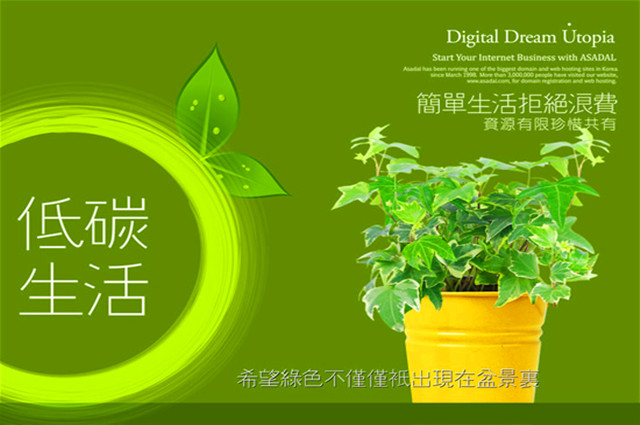 Digital Dream Utopia
Start Your Internet Business with ASADAL
Asadal has been running one of the biggest domain and web hosting sites in Korea
since March 1998. More than 3,000,000 people have visited our website,
www.asadal.com, for domain registration and web hosting.
簡單生活拒絕浪費
資源有限珍惜共有
低碳
生活
希望綠色不僅僅衹出現在盆景裏